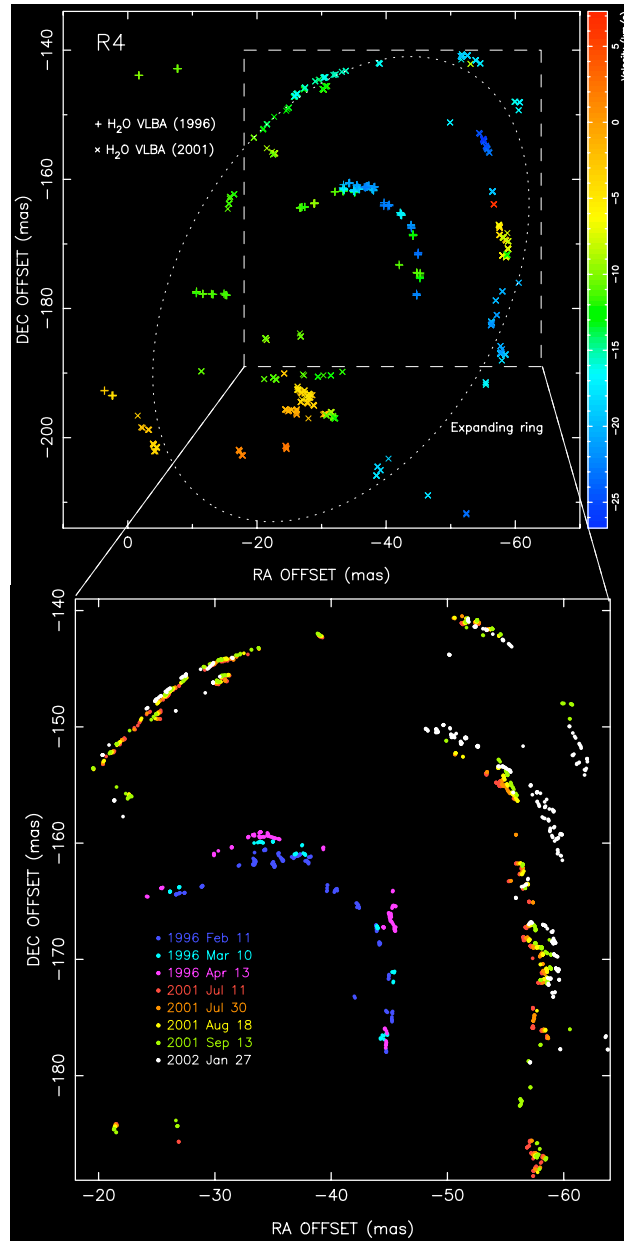 R4
+ H₂O VLBA (1996)
× H₂O VLBA (2001)
Expanding ring
DEC OFFSET (mas)
−140
−160
−180
−200
0
−20
−40
−60
RA OFFSET (mas)
5
0
−5
−10
−15
−20
−25
DEC OFFSET (mas)
−140
−150
−160
−170
−180
1996 Feb 11
1996 Mar 10
1996 Apr 13
2001 Jul 11
2001 Jul 30
2001 Aug 18
2001 Sep 13
2002 Jan 27
−20
−30
−40
−50
−60
RA OFFSET (mas)